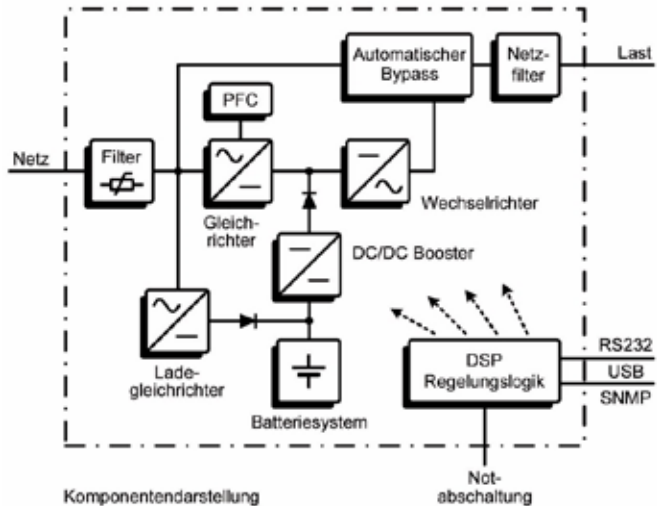 Automatischer
Bypass
Netz-
filter
Last
PFC
Netz
Filter
Gleich-
richter
Wechselrichter
DC/DC Booster
Lade-
gleichrichter
Batteriesystem
DSP
Regelungslogik
RS232
USB
SNMP
Not-
abschaltung
Komponentendarstellung